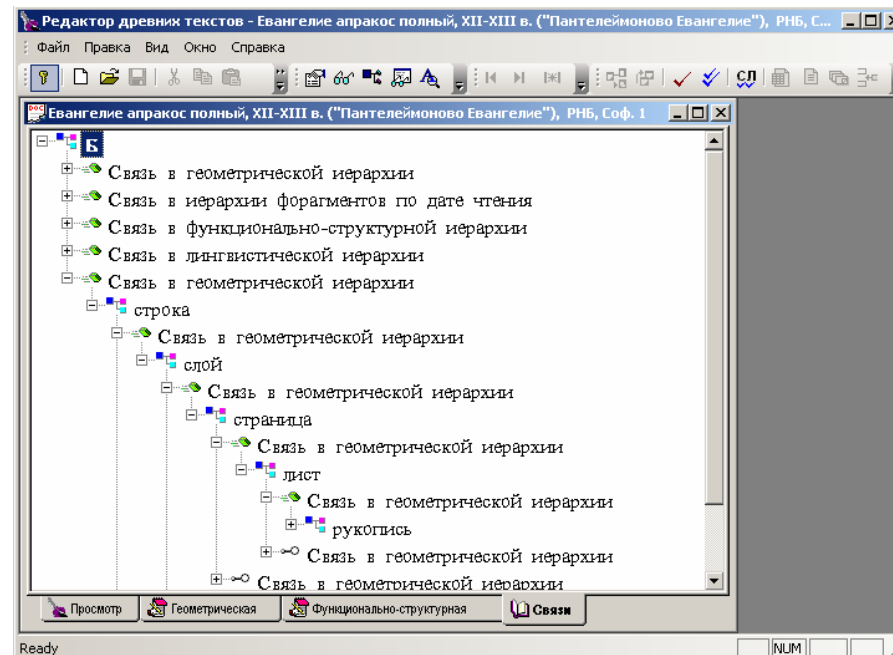 Редактор древних текстов - Евангелие апракос полный, XII-XIII в. ("Пантелеймоново Евангелие"), РНБ, С...
Файл Правка Вид Окно Справка
СЛ
Евангелие апракос полный, XII-XIII в. ("Пантелеймоново Евангелие"), РНБ, Соф. 1
Б
Связь в геометрической иерархии
Связь в иерархии форагментов по дате чтения
Связь в функционально-структурной иерархии
Связь в лингвистической иерархии
Связь в геометрической иерархии
строка
Связь в геометрической иерархии
слой
Связь в геометрической иерархии
страница
Связь в геометрической иерархии
лист
Связь в геометрической иерархии
рукопись
Связь в геометрической иерархии
Связь в геометрической иерархии
Просмотр Геометрическая Функционально-структурная Связи
Ready NUM